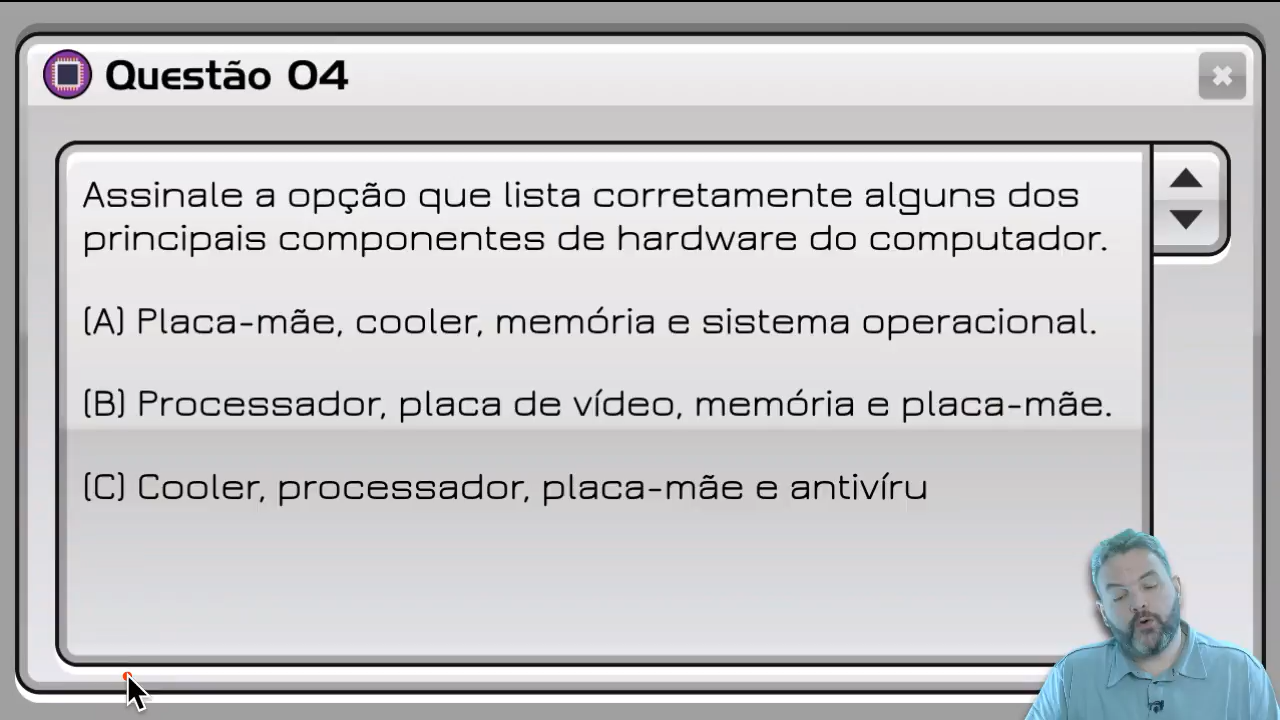 Questão 04
Assinale a opção que lista corretamente alguns dos
principais componentes de hardware do computador.
(A) Placa-mãe, cooler, memória e sistema operacional.
(B) Processador, placa de vídeo, memória e placa-mãe.
(C) Cooler, processador, placa-mãe e antivíru